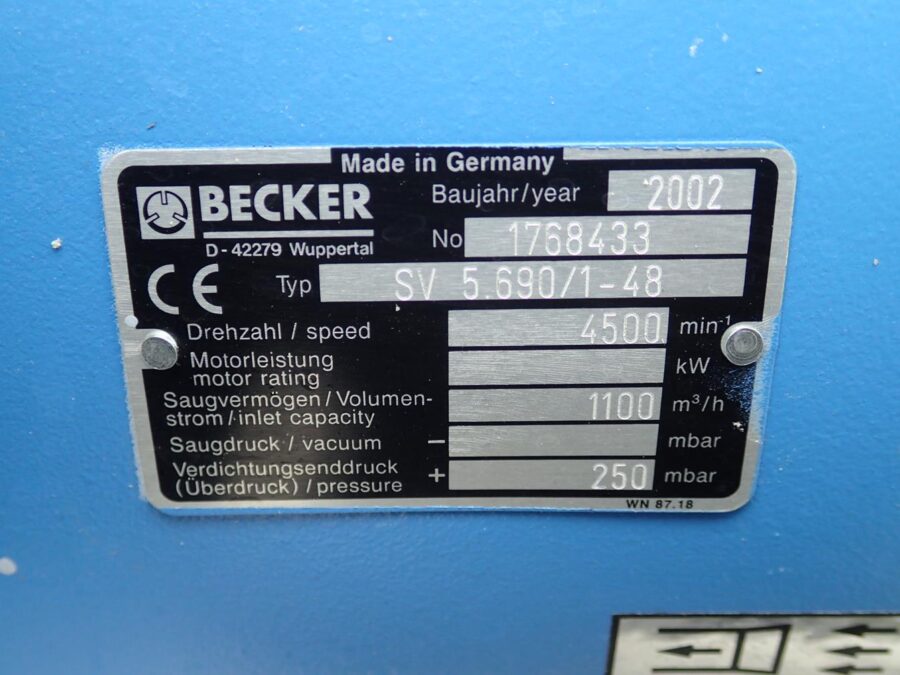 Made in Germany
BECKER
D-42279 Wuppertal
Baujahr/year 2002
No 1768433
CE Typ SV 5.690/1-48
Drehzahl / speed 4500 min-1
Motorleistung
motor rating kW
Saugvermögen/Volumen-
strom/inlet capacity 1100 m³/h
Saugdruck / vacuum − mbar
Verdichtungsenddruck
(Überdruck) / pressure + 250 mbar
WN 87.18